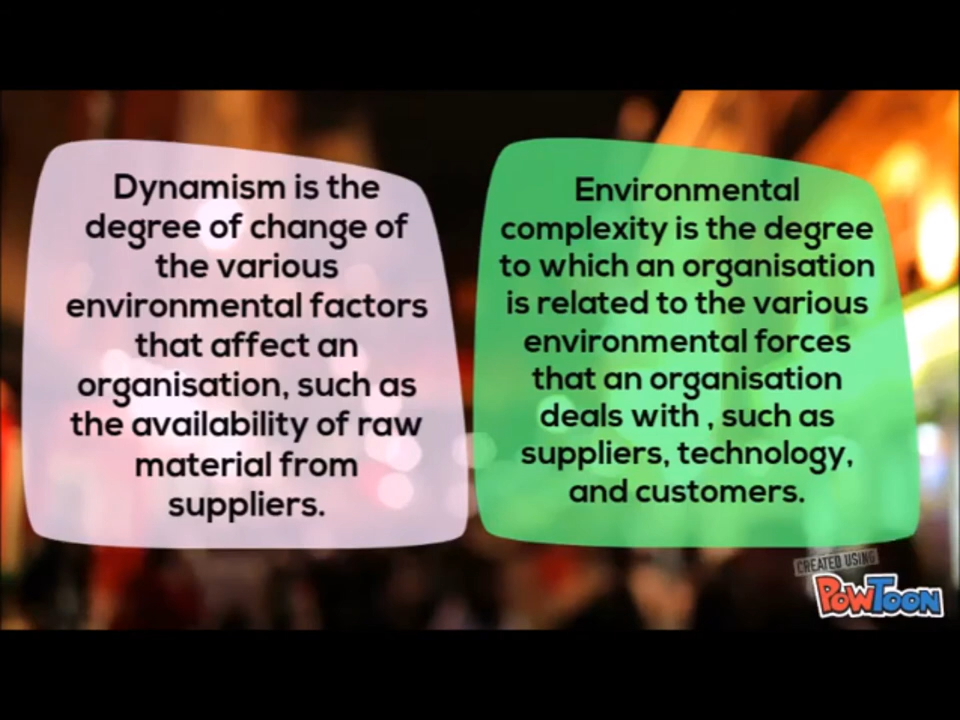 Dynamism is the
degree of change of
the various
environmental factors
that affect an
organisation, such as
the availability of raw
material from
suppliers.
Environmental
complexity is the degree
to which an organisation
is related to the various
environmental forces
that an organisation
deals with , such as
suppliers, technology,
and customers.
CREATED USING
POWTOON